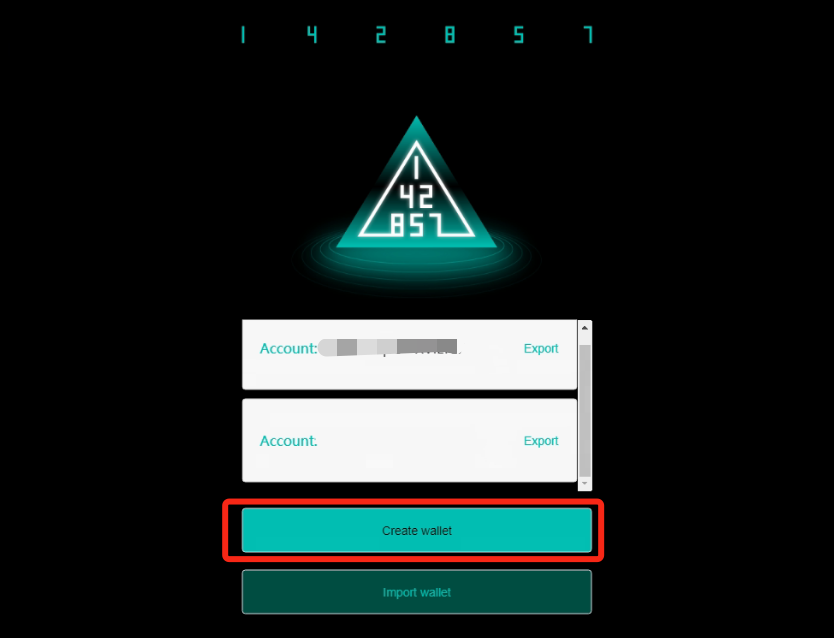 1 4 2 8 5 7
1
42
857
Account:
Export
Account:
Export
Create wallet
Import wallet